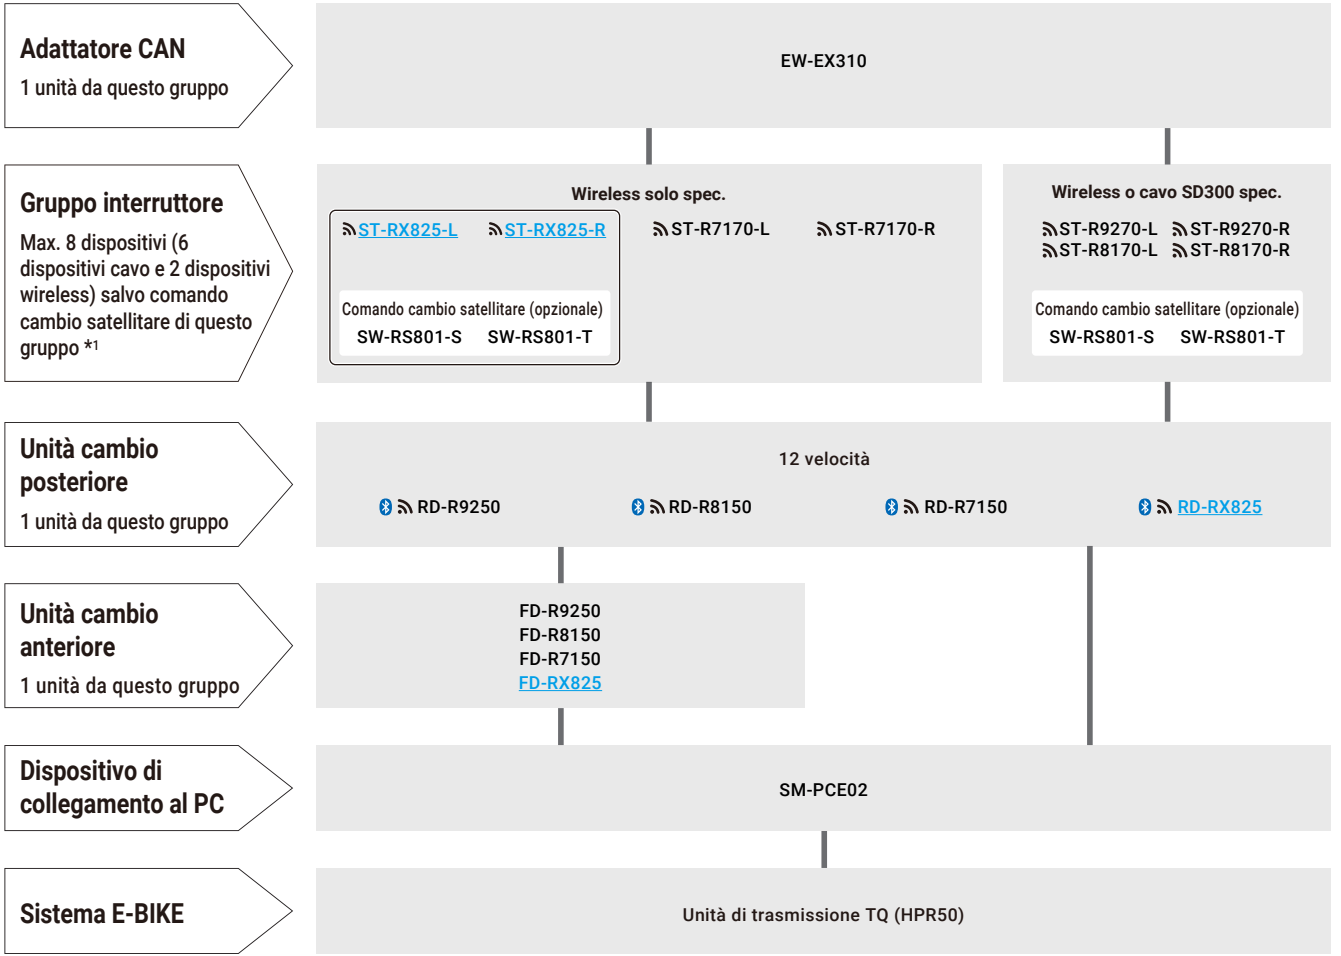 Adattatore CAN
1 unità da questo gruppo
EW-EX310
Gruppo interruttore
Max. 8 dispositivi (6
dispositivi cavo e 2 dispositivi
wireless) salvo comando
cambio satellitare di questo
gruppo *1
Wireless solo spec.
ST-RX825-L ST-RX825-R ST-R7170-L ST-R7170-R
Comando cambio satellitare (opzionale)
SW-RS801-S SW-RS801-T
Wireless o cavo SD300 spec.
ST-R9270-L ST-R9270-R
ST-R8170-L ST-R8170-R
Comando cambio satellitare (opzionale)
SW-RS801-S SW-RS801-T
Unità cambio
posteriore
1 unità da questo gruppo
12 velocità
RD-R9250 RD-R8150 RD-R7150 RD-RX825
Unità cambio
anteriore
1 unità da questo gruppo
FD-R9250
FD-R8150
FD-R7150
FD-RX825
Dispositivo di
collegamento al PC
SM-PCE02
Sistema E-BIKE
Unità di trasmissione TQ (HPR50)